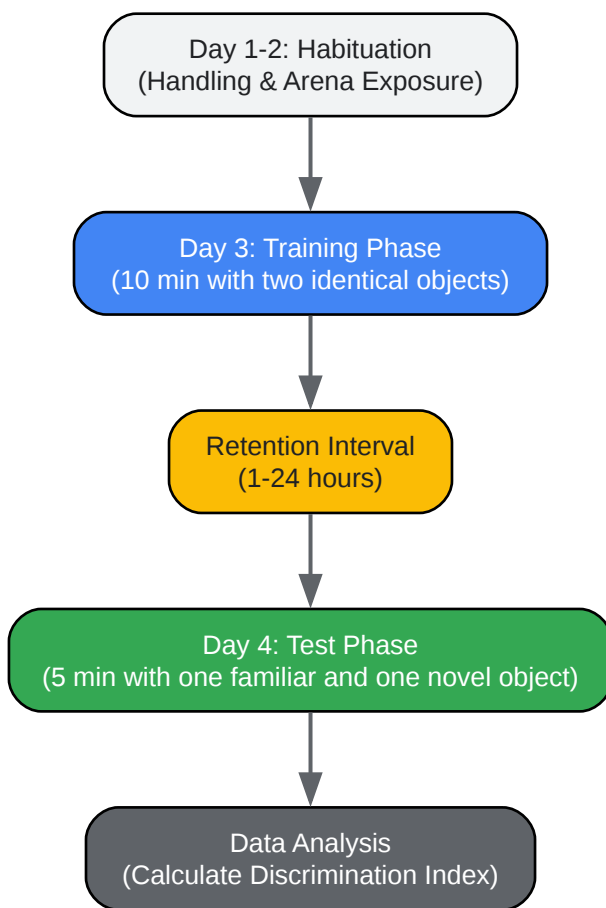 Day 1-2: Habituation
(Handling & Arena Exposure)
Day 3: Training Phase
(10 min with two identical objects)
Retention Interval
(1-24 hours)
Day 4: Test Phase
(5 min with one familiar and one novel object)
Data Analysis
(Calculate Discrimination Index)